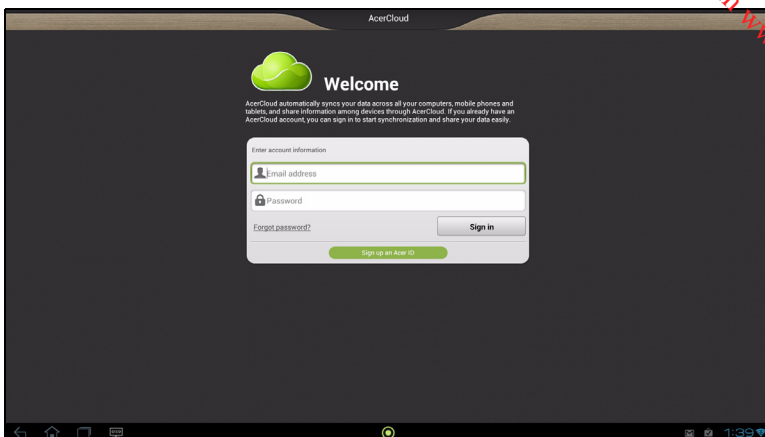 AcerCloud
Welcome
AcerCloud automatically syncs your data across all your computers, mobile phones and
tablets, and share information among devices through AcerCloud. If you already have an
AcerCloud account, you can sign in to start synchronization and share your data easily.
Enter account information
Email address
Password
Forgot password?
Sign in
Sign up an Acer ID
1:39